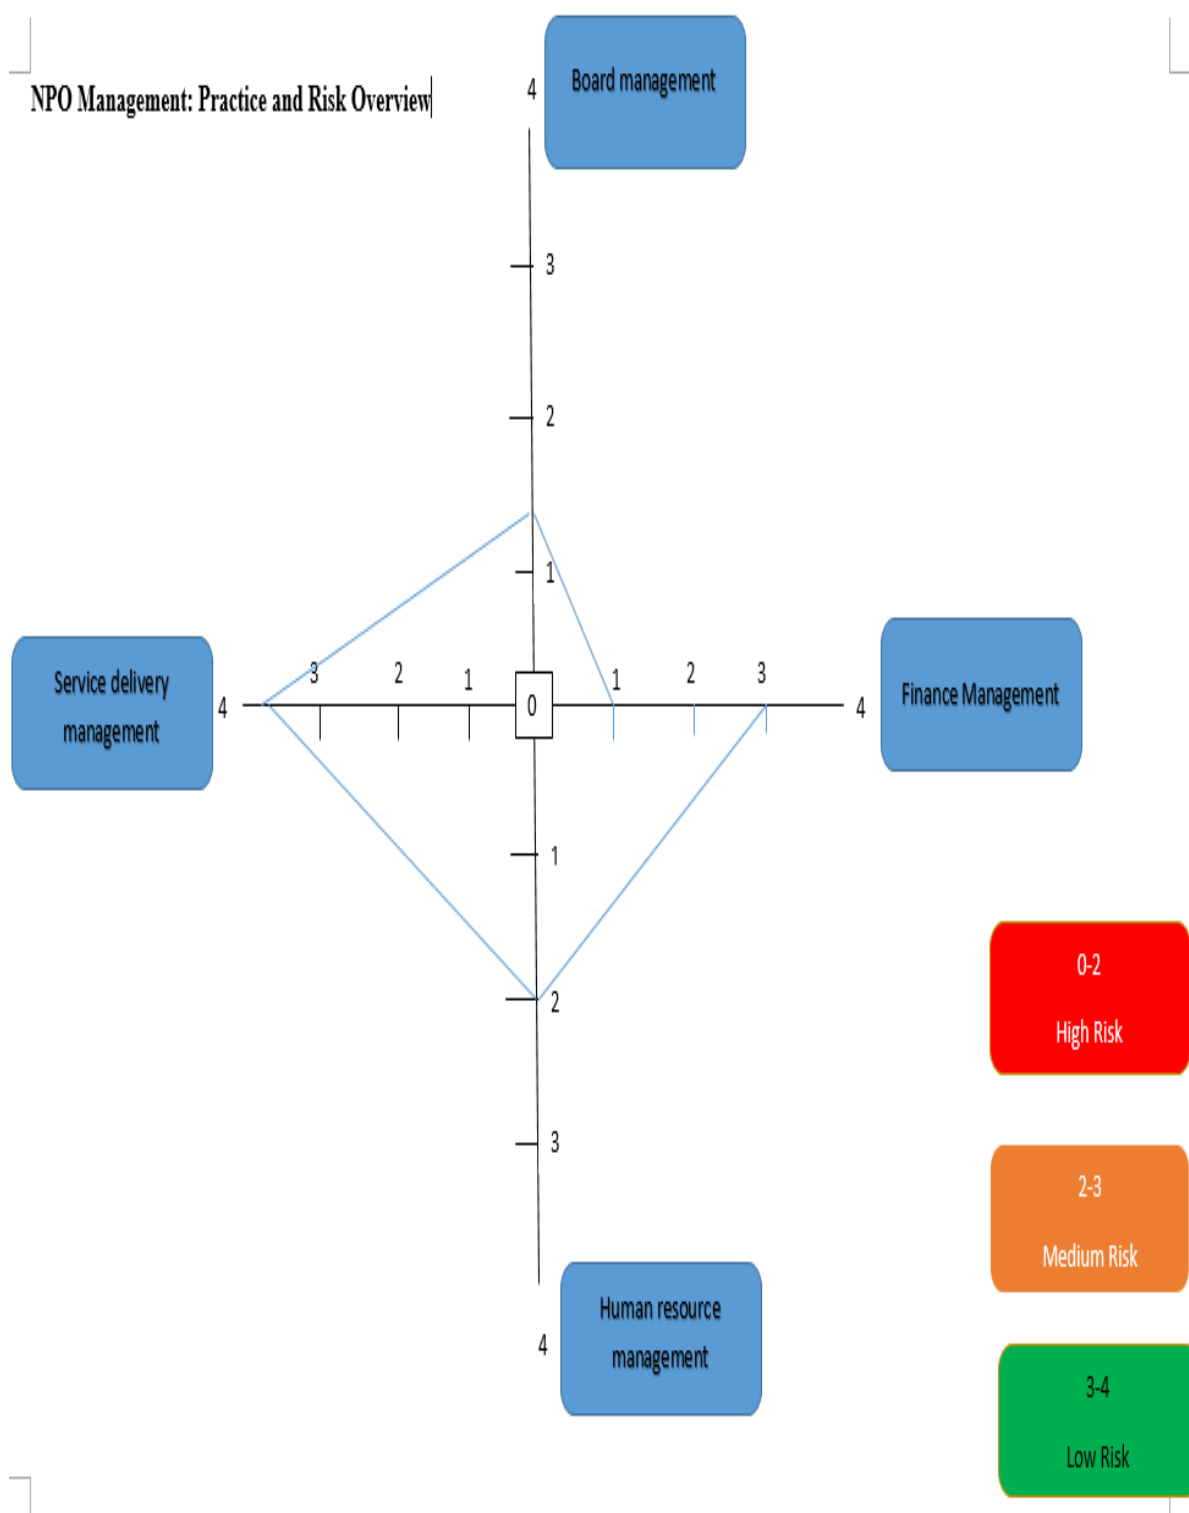 Board management
4
NPO Management: Practice and Risk Overview
3
2
1
Service delivery
management
4
3
2
1
0
1
2
3
4
Finance Management
1
2
3
4
Human resource
management
0-2
High Risk
2-3
Medium Risk
3-4
Low Risk